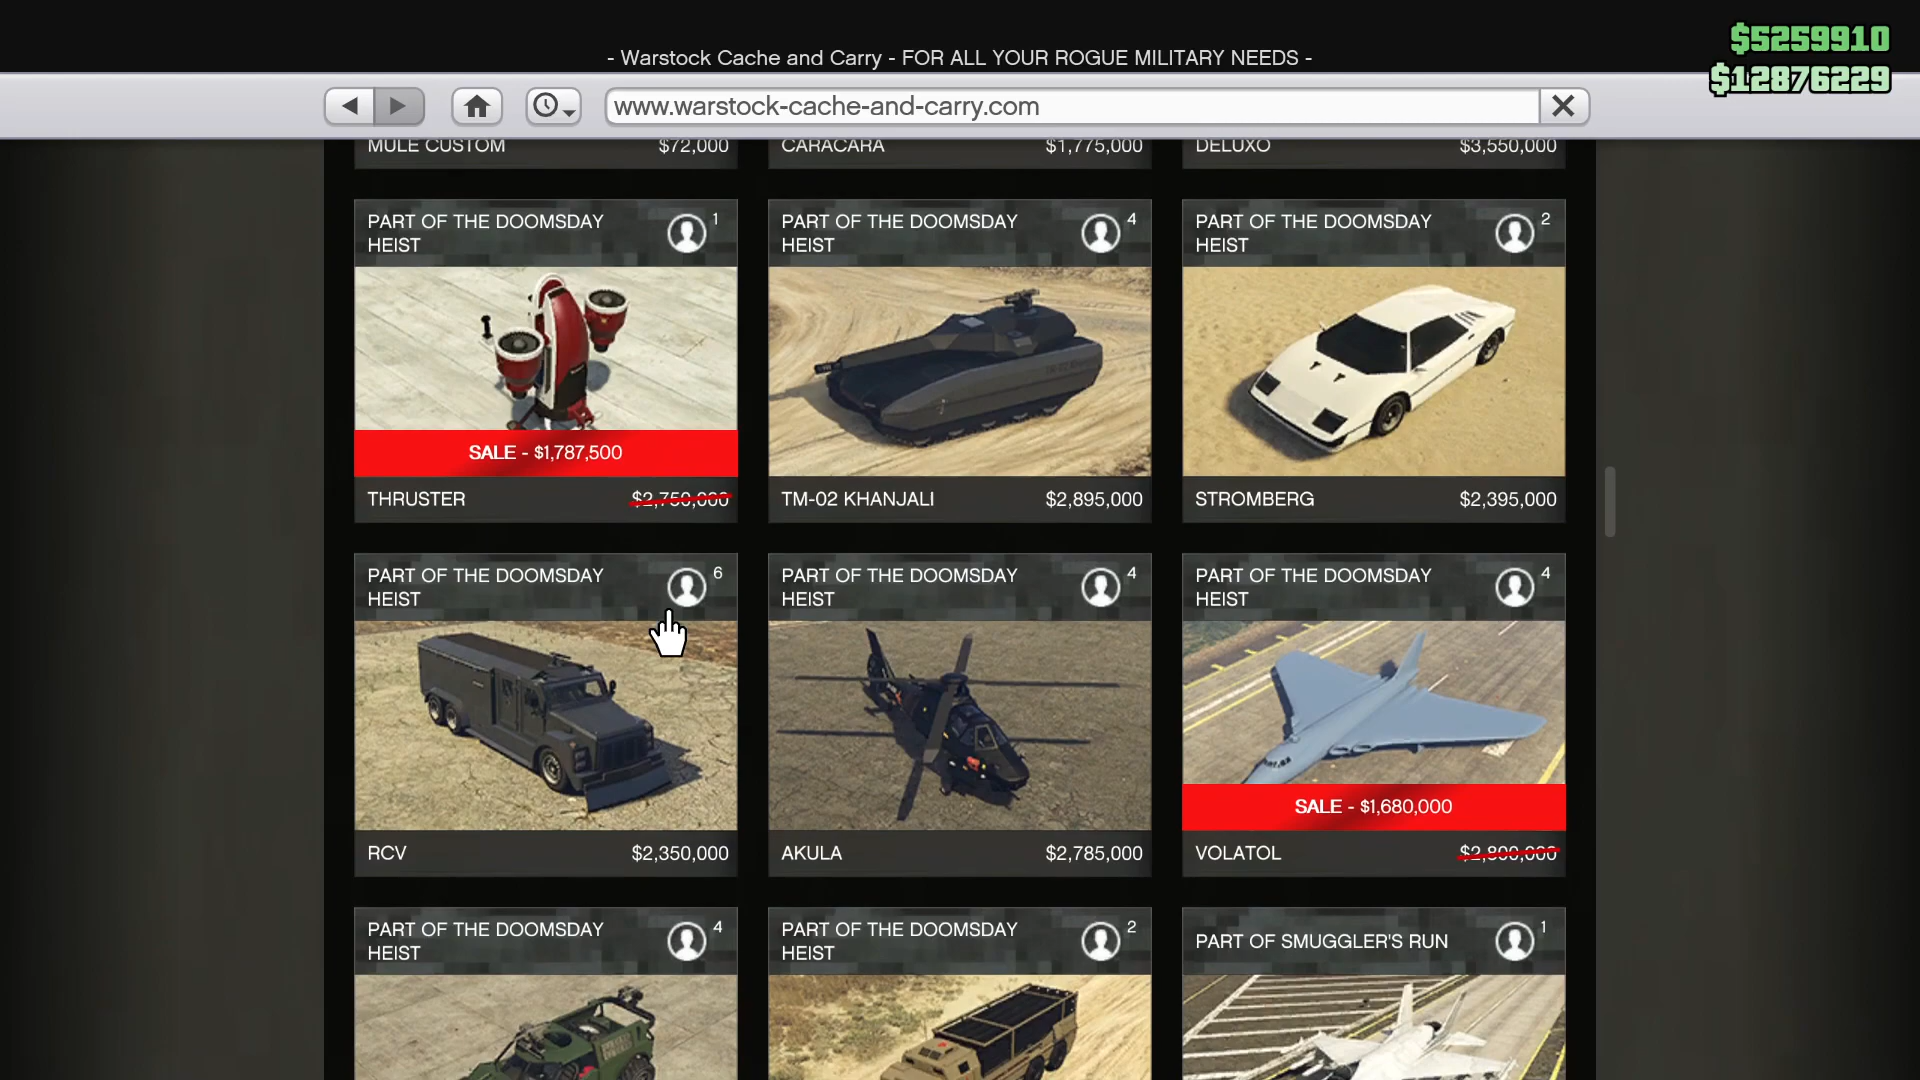 $5259910
- Warstock Cache and Carry - FOR ALL YOUR ROGUE MILITARY NEEDS -
$12876229
www.warstock-cache-and-carry.com
MULE CUSTOM $72,000
CARACARA $1,775,000
DELUXO $3,550,000
PART OF THE DOOMSDAY
HEIST
1
PART OF THE DOOMSDAY
HEIST
4
PART OF THE DOOMSDAY
HEIST
2
SALE - $1,787,500
THRUSTER $2,750,000
TM-02 KHANJALI $2,895,000
STROMBERG $2,395,000
PART OF THE DOOMSDAY
HEIST
6
PART OF THE DOOMSDAY
HEIST
4
PART OF THE DOOMSDAY
HEIST
4
SALE - $1,680,000
RCV $2,350,000
AKULA $2,785,000
VOLATOL $2,800,000
PART OF THE DOOMSDAY
HEIST
4
PART OF THE DOOMSDAY
HEIST
2
PART OF SMUGGLER'S RUN
1